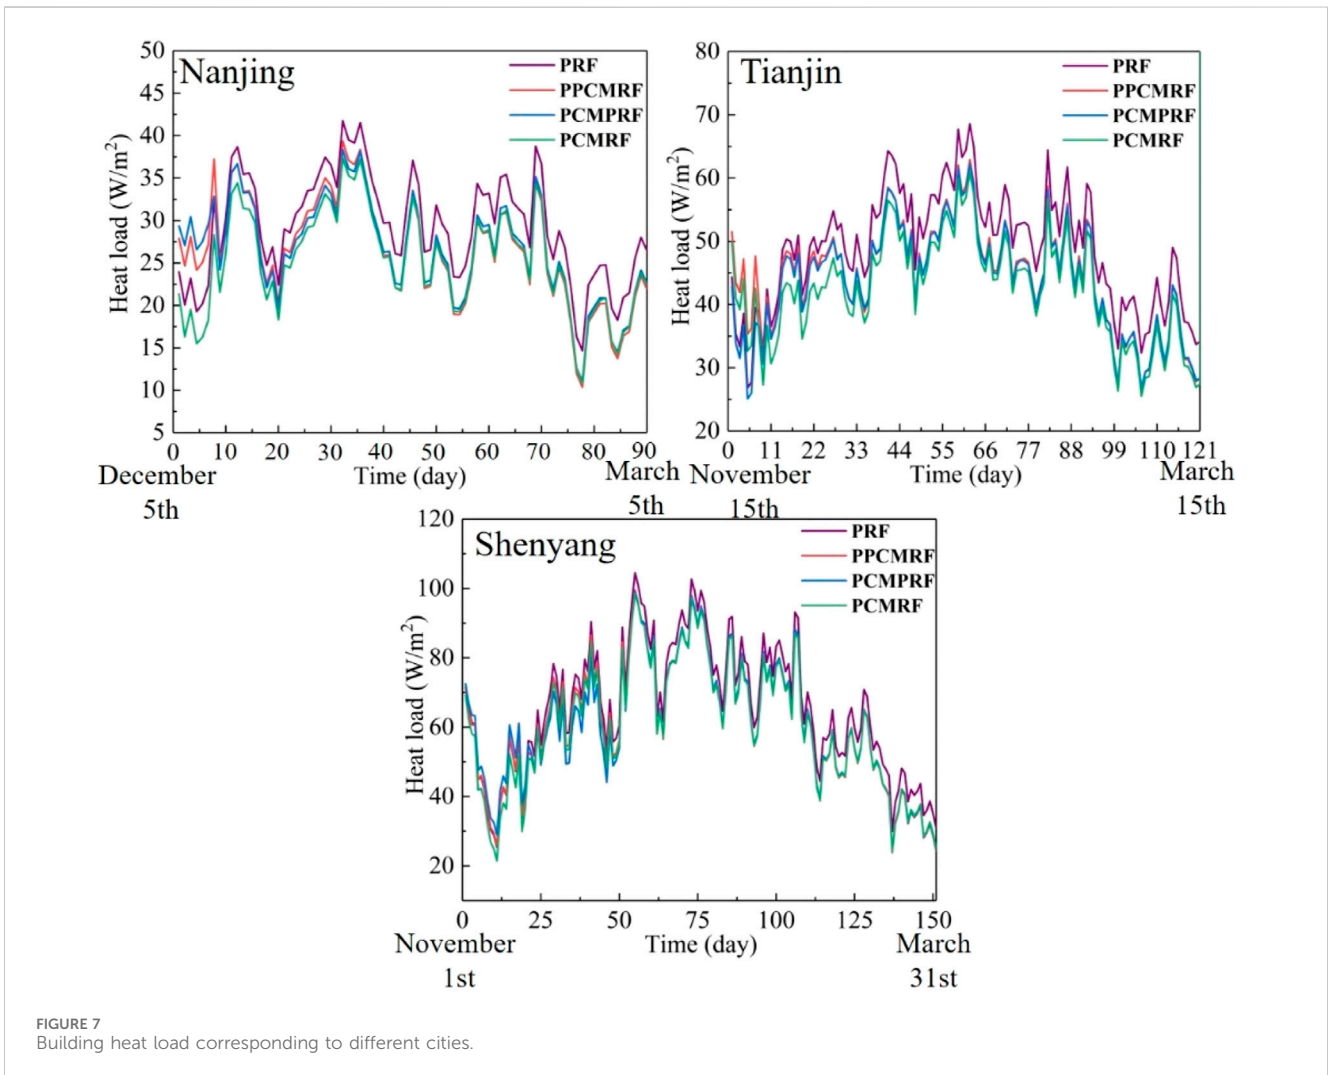 Nanjing
PRF
PPCMRF
PCMPRF
PCMRF
Heat load (W/m²)
50
45
40
35
30
25
20
15
10
5
0 10 20 30 40 50 60 70 80 90
December
5th
Time (day)
March
5th
Tianjin
PRF
PPCMRF
PCMPRF
PCMRF
Heat load (W/m²)
80
70
60
50
40
30
20
0 11 22 33 44 55 66 77 88 99 110 121
November
15th
Time (day)
March
15th
Shenyang
PRF
PPCMRF
PCMPRF
PCMRF
Heat load (W/m²)
120
100
80
60
40
20
0 25 50 75 100 125 150
November
1st
Time (day)
March
31st
FIGURE 7
Building heat load corresponding to different cities.